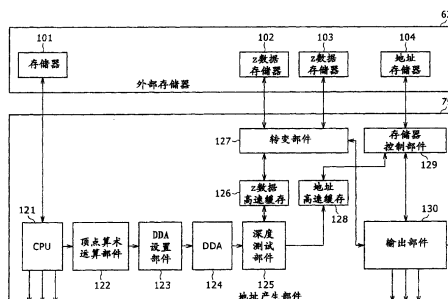 101
102
103
104
存储器
z数据
存储器
z数据
存储器
地址
存储器
外部存储器
127
转变部件
存储器
控制部件
129
126
z数据
高速缓存
地址
高速缓存
128
121
130
CPU
顶点算术
运算部件
DDA
设置
部件
DDA
深度
测试
部件
输出部件
122
123
124
125
地址产生部件